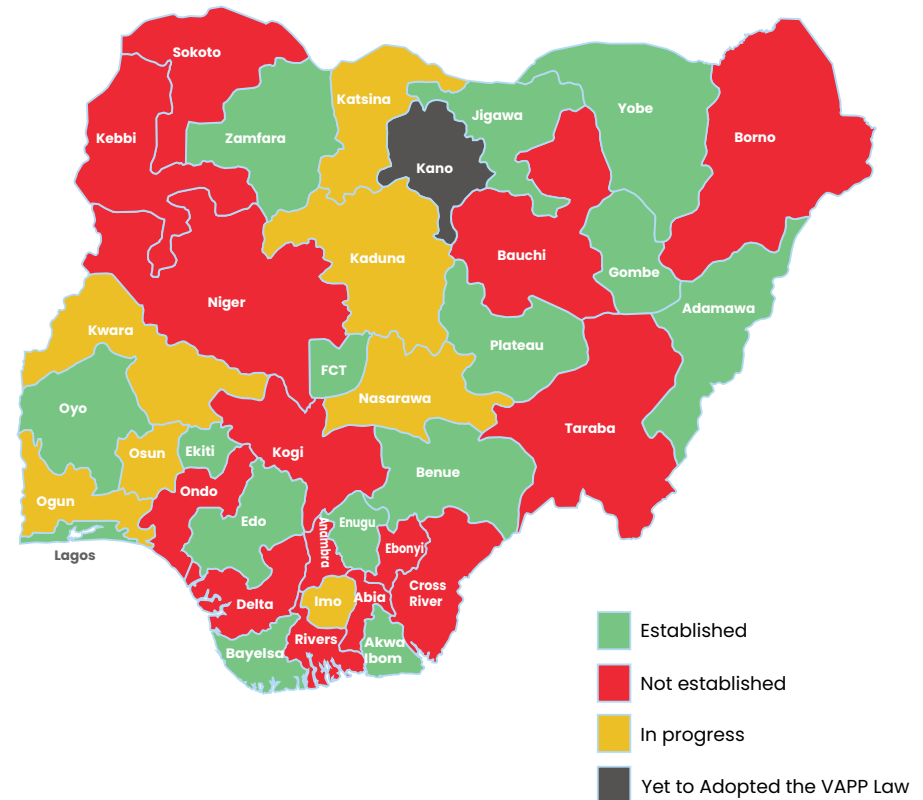 Sokoto
Katsina
Kebbi
Zamfara
Jigawa
Yobe
Borno
Kano
Kaduna
Bauchi
Gombe
Niger
Adamawa
Kwara
Plateau
FCT
Nasarawa
Oyo
Taraba
Osun
Ekiti
Kogi
Benue
Ondo
Ogun
Edo
Anambra
Enugu
Lagos
Ebonyi
Delta
Imo
Abia
Cross
River
Rivers
Bayelsa
Akwa
Ibom
Established
Not established
In progress
Yet to Adopted the VAPP Law